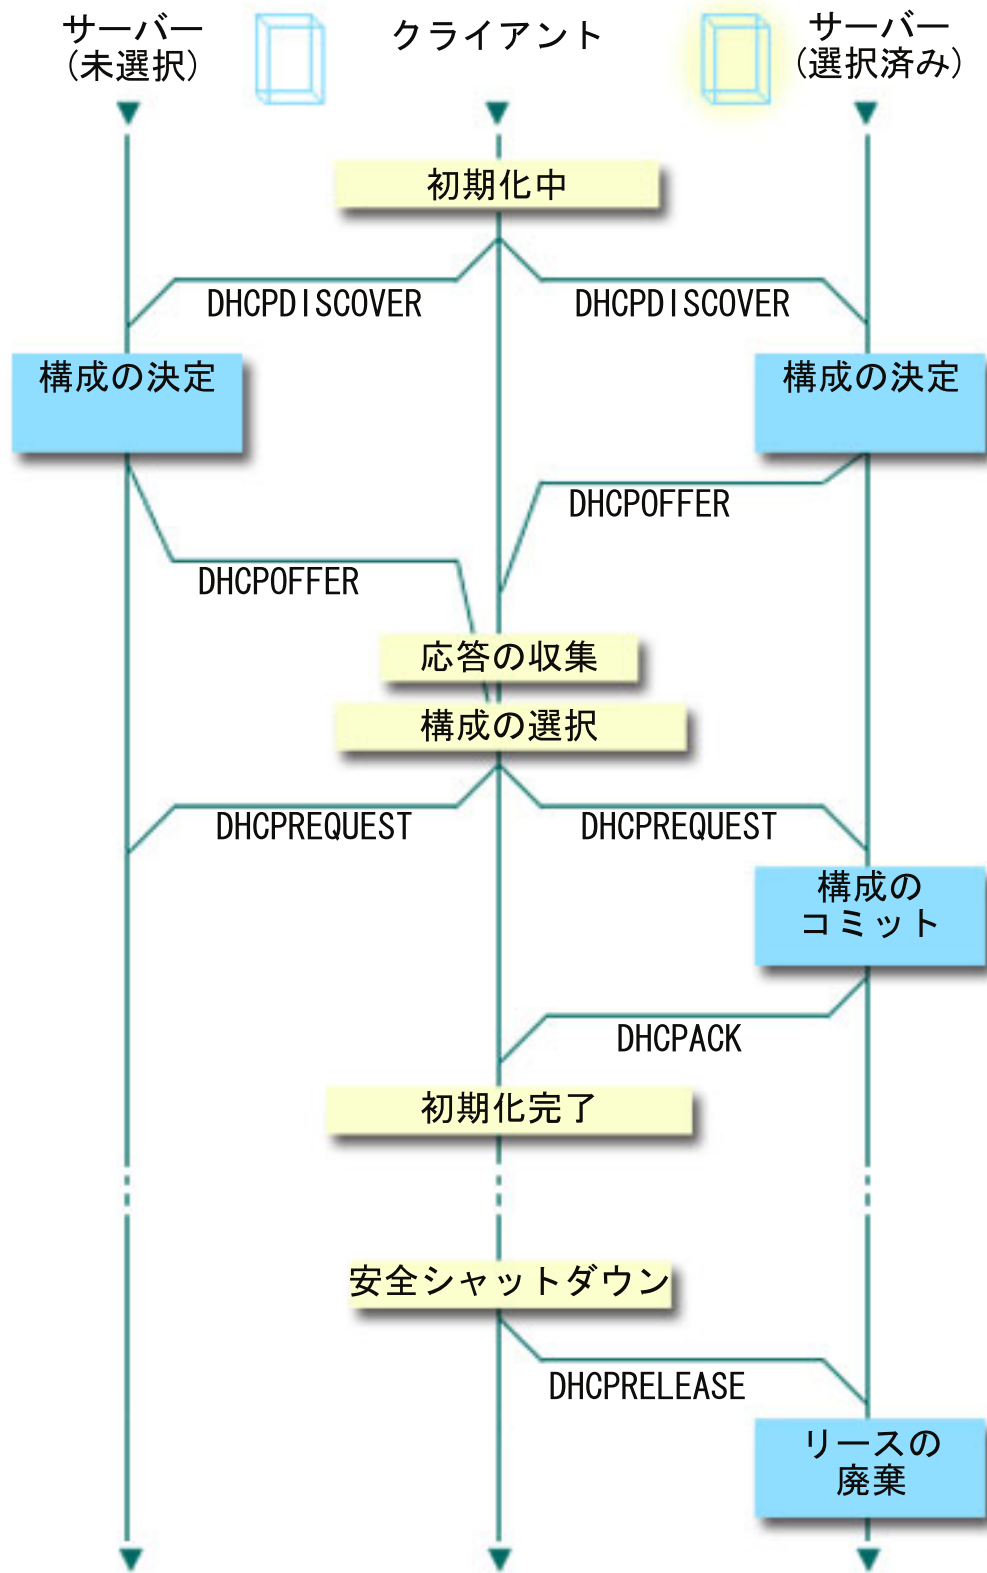 サーバー
(未選択)
クライアント
サーバー
(選択済み)
初期化中
DHCPDISCOVER
DHCPDISCOVER
構成の決定
構成の決定
DHCPOFFER
DHCPOFFER
応答の収集
構成の選択
DHCPREQUEST
DHCPREQUEST
構成の
コミット
DHCPACK
初期化完了
安全シャットダウン
DHCPRELEASE
リースの
廃棄